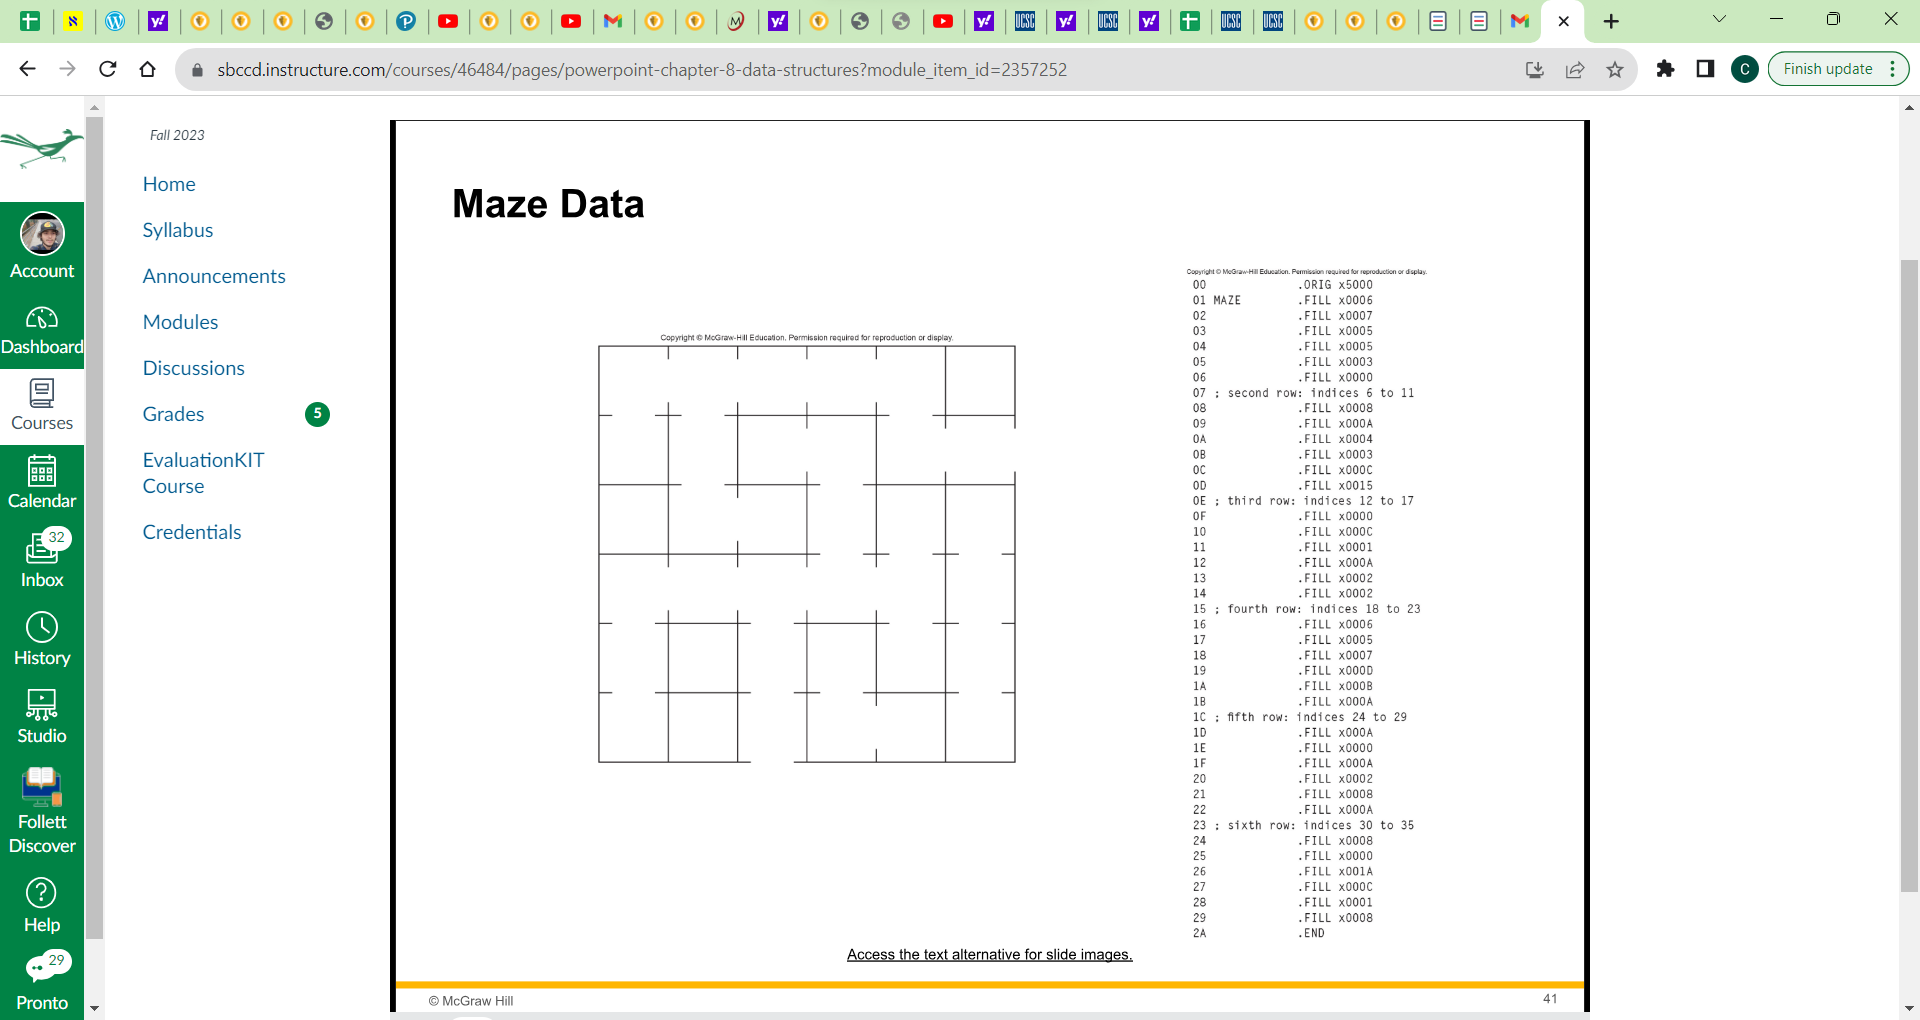 sbccd.instructure.com/courses/46484/pages/powerpoint-chapter-8-data-structures?module_item_id=2357252
C
Finish update
Fall 2023
Home
Syllabus
Announcements
Modules
Discussions
Grades
5
EvaluationKIT
Course
Credentials
Account
Dashboard
Courses
Calendar
32
Inbox
History
Studio
Follett
Discover
Help
29
Pronto
Maze Data
Copyright © McGraw-Hill Education. Permission required for reproduction or display.
Copyright © McGraw-Hill Education. Permission required for reproduction or display.
00 .ORIG x5000
01 MAZE .FILL x0006
02 .FILL x0007
03 .FILL x0005
04 .FILL x0005
05 .FILL x0003
06 .FILL x0000
07 ; second row: indices 6 to 11
08 .FILL x0008
09 .FILL x000A
0A .FILL x0004
0B .FILL x0003
0C .FILL x000C
0D .FILL x0015
0E ; third row: indices 12 to 17
0F .FILL x0000
10 .FILL x000C
11 .FILL x0001
12 .FILL x000A
13 .FILL x0002
14 .FILL x0002
15 ; fourth row: indices 18 to 23
16 .FILL x0006
17 .FILL x0005
18 .FILL x0007
19 .FILL x000D
1A .FILL x000B
1B .FILL x000A
1C ; fifth row: indices 24 to 29
1D .FILL x000A
1E .FILL x0000
1F .FILL x000A
20 .FILL x0002
21 .FILL x0008
22 .FILL x000A
23 ; sixth row: indices 30 to 35
24 .FILL x0008
25 .FILL x0000
26 .FILL x001A
27 .FILL x000C
28 .FILL x0001
29 .FILL x0008
2A .END
Access the text alternative for slide images.
© McGraw Hill
41